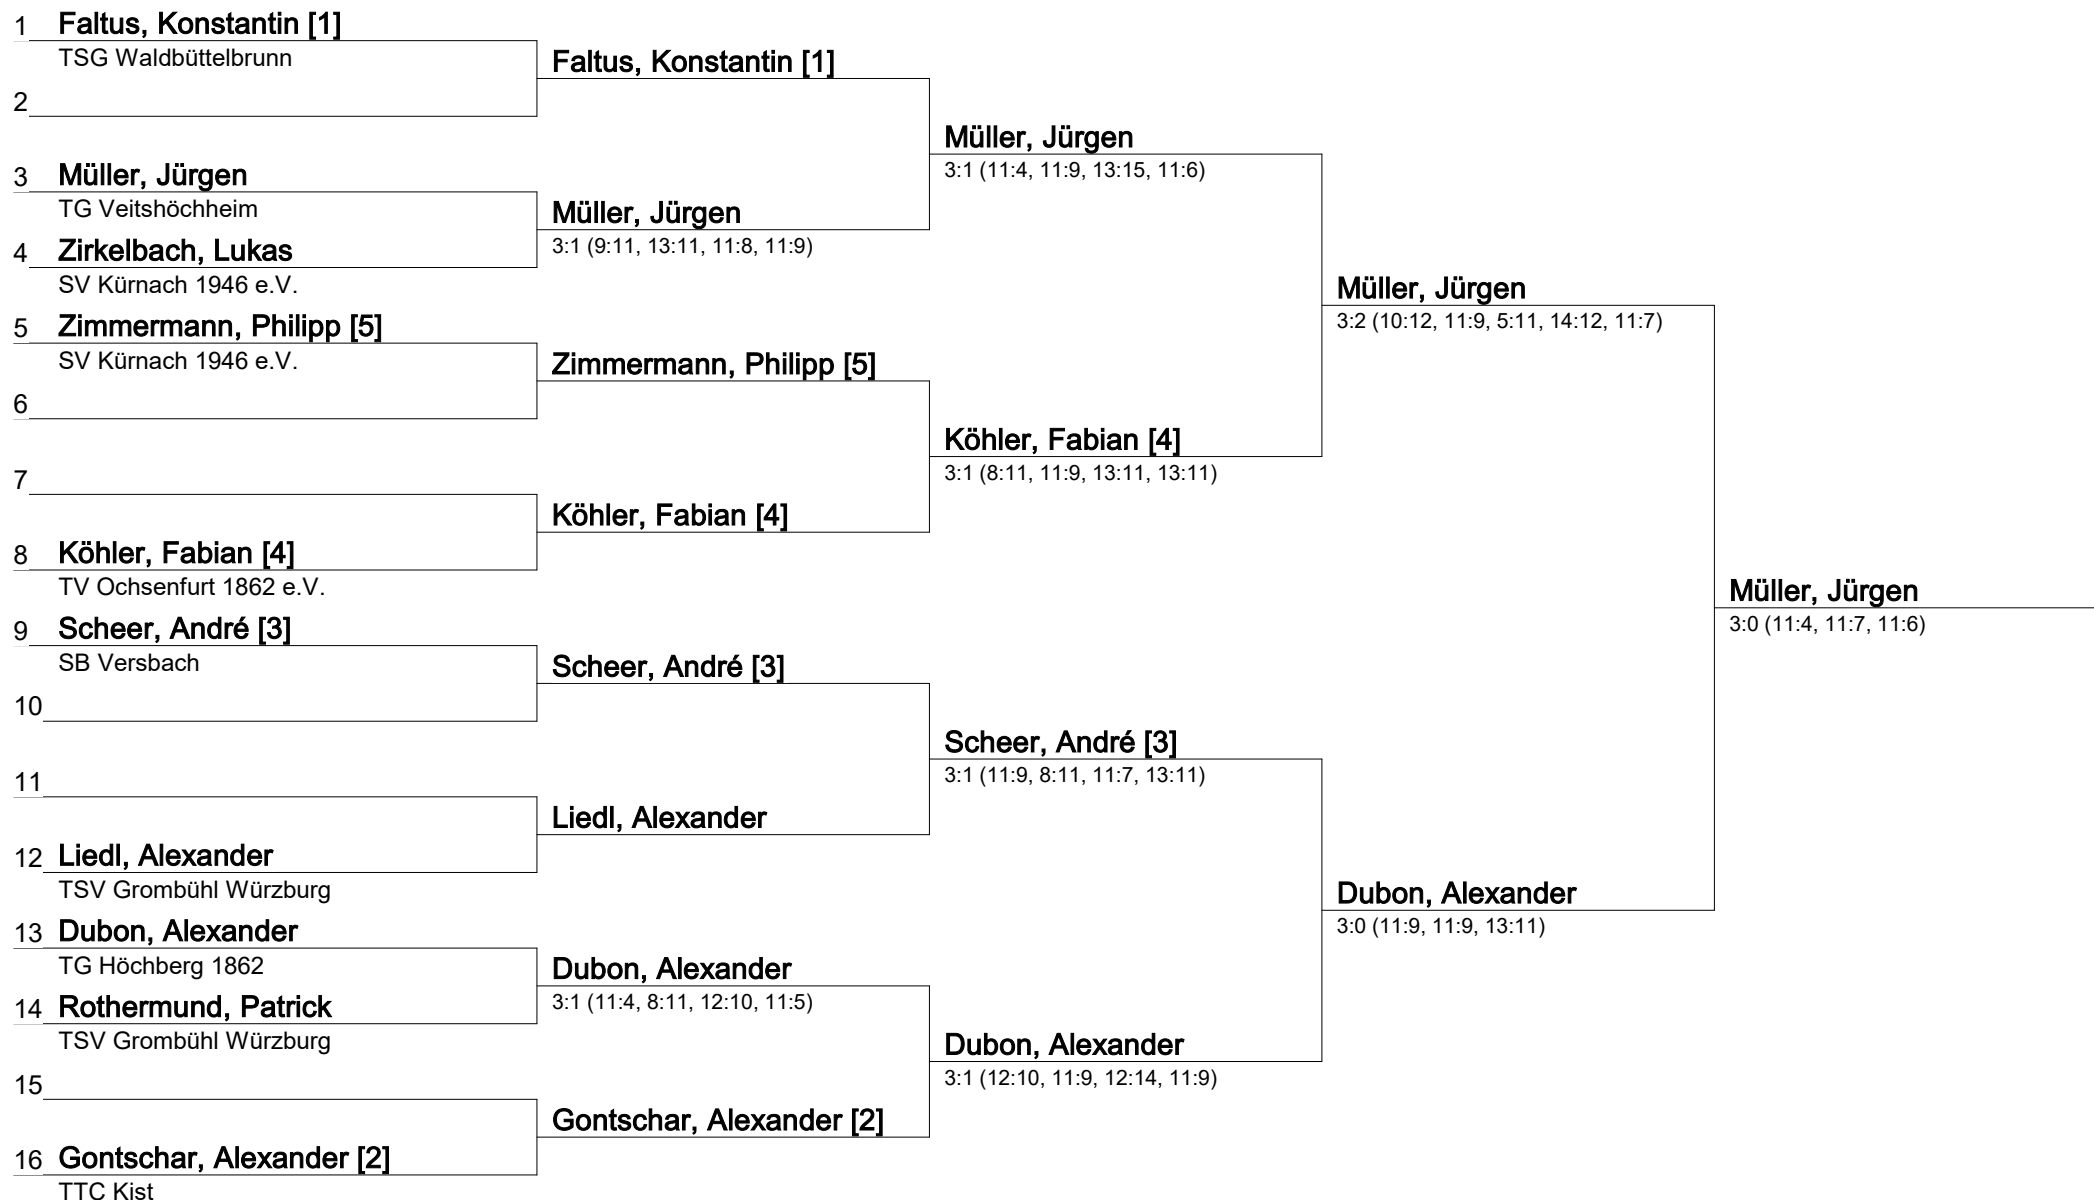 1 Faltus, Konstantin [1]
TSG Waldbüttelbrunn
Faltus, Konstantin [1]
2
Müller, Jürgen
3:1 (11:4, 11:9, 13:15, 11:6)
3 Müller, Jürgen
TG Veitshöchheim
Müller, Jürgen
3:1 (9:11, 13:11, 11:8, 11:9)
4 Zirkelbach, Lukas
SV Kürnach 1946 e.V.
Müller, Jürgen
3:2 (10:12, 11:9, 5:11, 14:12, 11:7)
5 Zimmermann, Philipp [5]
SV Kürnach 1946 e.V.
Zimmermann, Philipp [5]
6
Köhler, Fabian [4]
3:1 (8:11, 11:9, 13:11, 13:11)
7
Köhler, Fabian [4]
8 Köhler, Fabian [4]
TV Ochsenfurt 1862 e.V.
Müller, Jürgen
3:0 (11:4, 11:7, 11:6)
9 Scheer, André [3]
SB Versbach
Scheer, André [3]
10
Scheer, André [3]
3:1 (11:9, 8:11, 11:7, 13:11)
11
Liedl, Alexander
12 Liedl, Alexander
TSV Grombühl Würzburg
Dubon, Alexander
3:0 (11:9, 11:9, 13:11)
13 Dubon, Alexander
TG Höchberg 1862
Dubon, Alexander
3:1 (11:4, 8:11, 12:10, 11:5)
14 Rothermund, Patrick
TSV Grombühl Würzburg
Dubon, Alexander
3:1 (12:10, 11:9, 12:14, 11:9)
15
Gontschar, Alexander [2]
16 Gontschar, Alexander [2]
TTC Kist